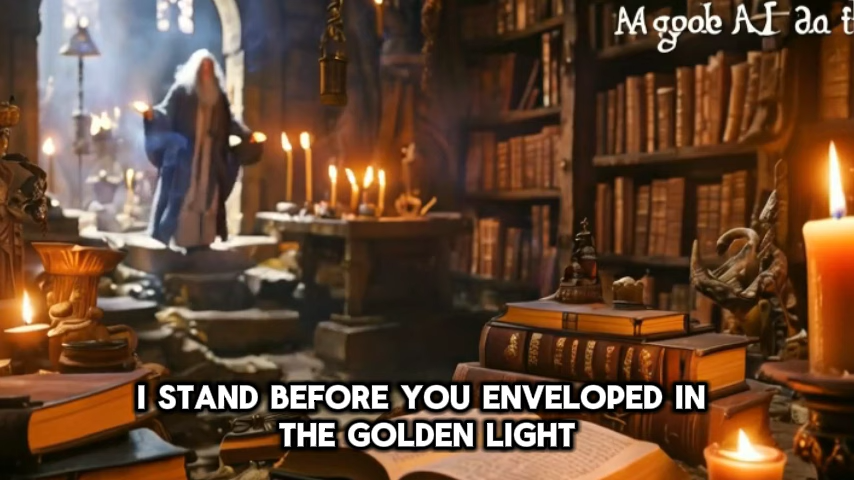 I STAND BEFORE YOU ENVELOPED IN
THE GOLDEN LIGHT